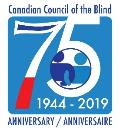 Canadian Council of the Blind
75
1944 - 2019
ANNIVERSARY / ANNIVERSAIRE